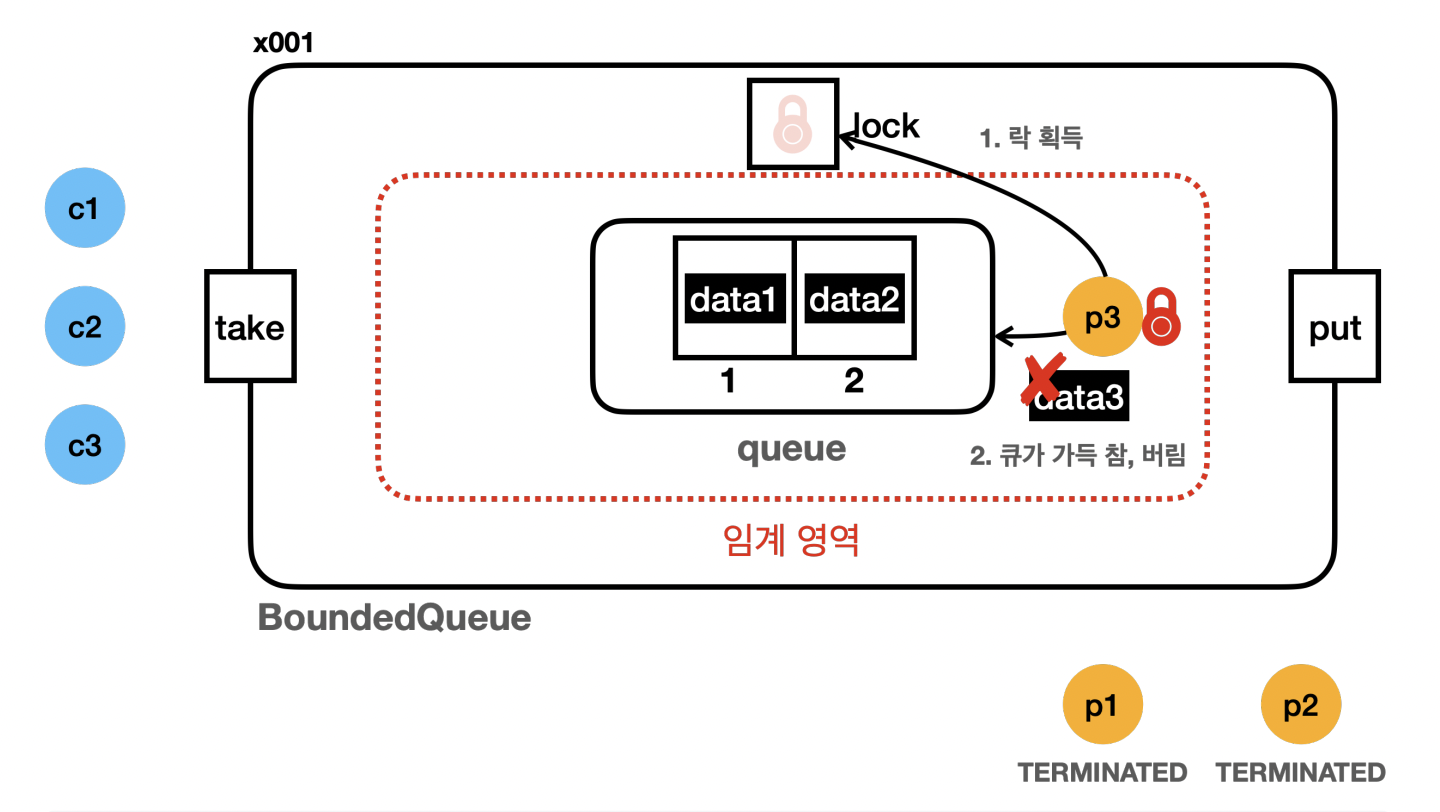 x001
lock
1. 락 획득
c1
c2
c3
take
data1
data2
1
2
p3
data3
put
queue
2. 큐가 가득 참, 버림
임계 영역
BoundedQueue
p1
p2
TERMINATED
TERMINATED